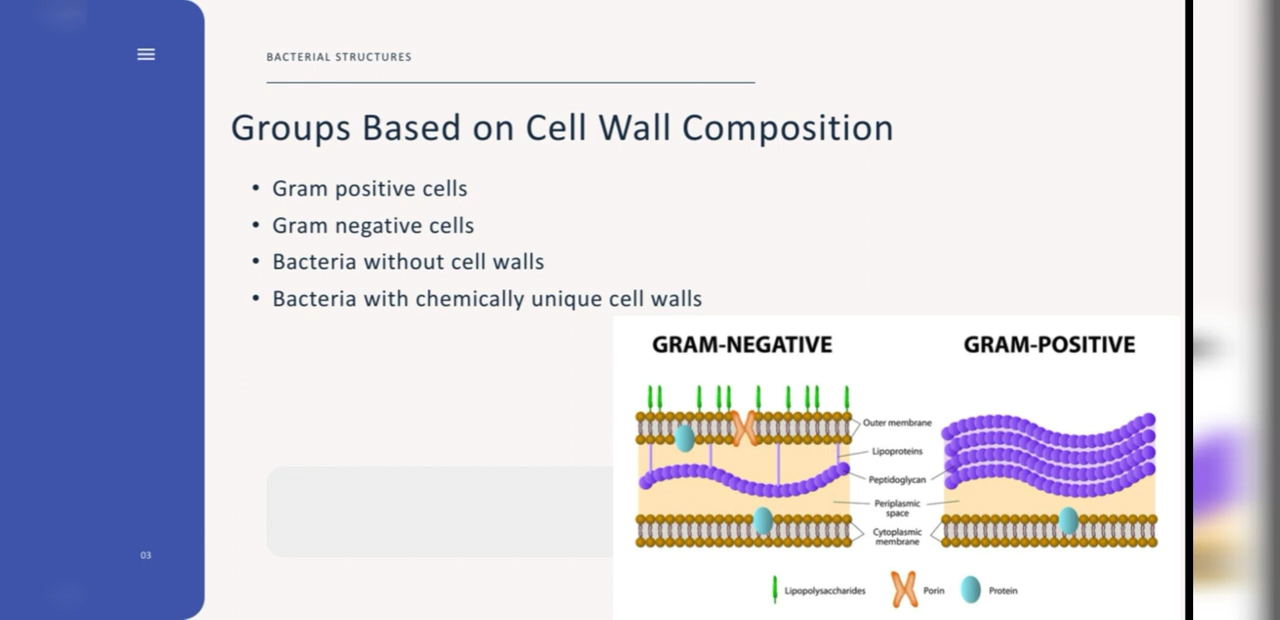 BACTERIAL STRUCTURES
Groups Based on Cell Wall Composition
• Gram positive cells
• Gram negative cells
• Bacteria without cell walls
• Bacteria with chemically unique cell walls
GRAM-NEGATIVE
GRAM-POSITIVE
Outer membrane
Lipoproteins
Peptidoglycan
Periplasmic
space
Cytoplasmic
membrane
Lipopolysaccharides
Porin
Protein
03